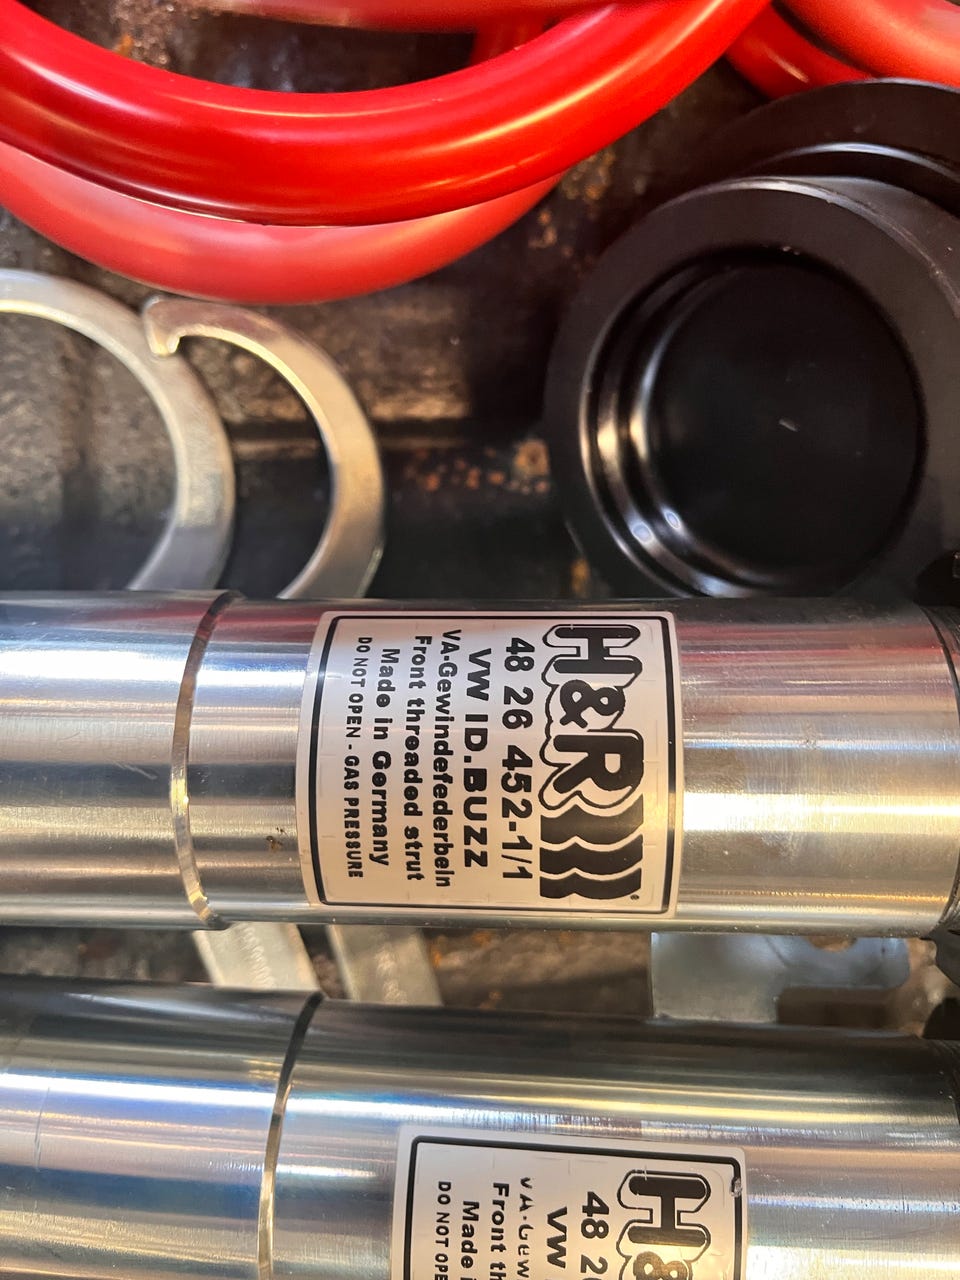 H&R
48 26 452-1/1
VW ID.BUZZ
VA-Gewindefederbein
Front threaded strut
Made in Germany
DO NOT OPEN - GAS PRESSURE
H&
48 2
VW
VA-Gew
Front th
Made i
DO NOT OPE